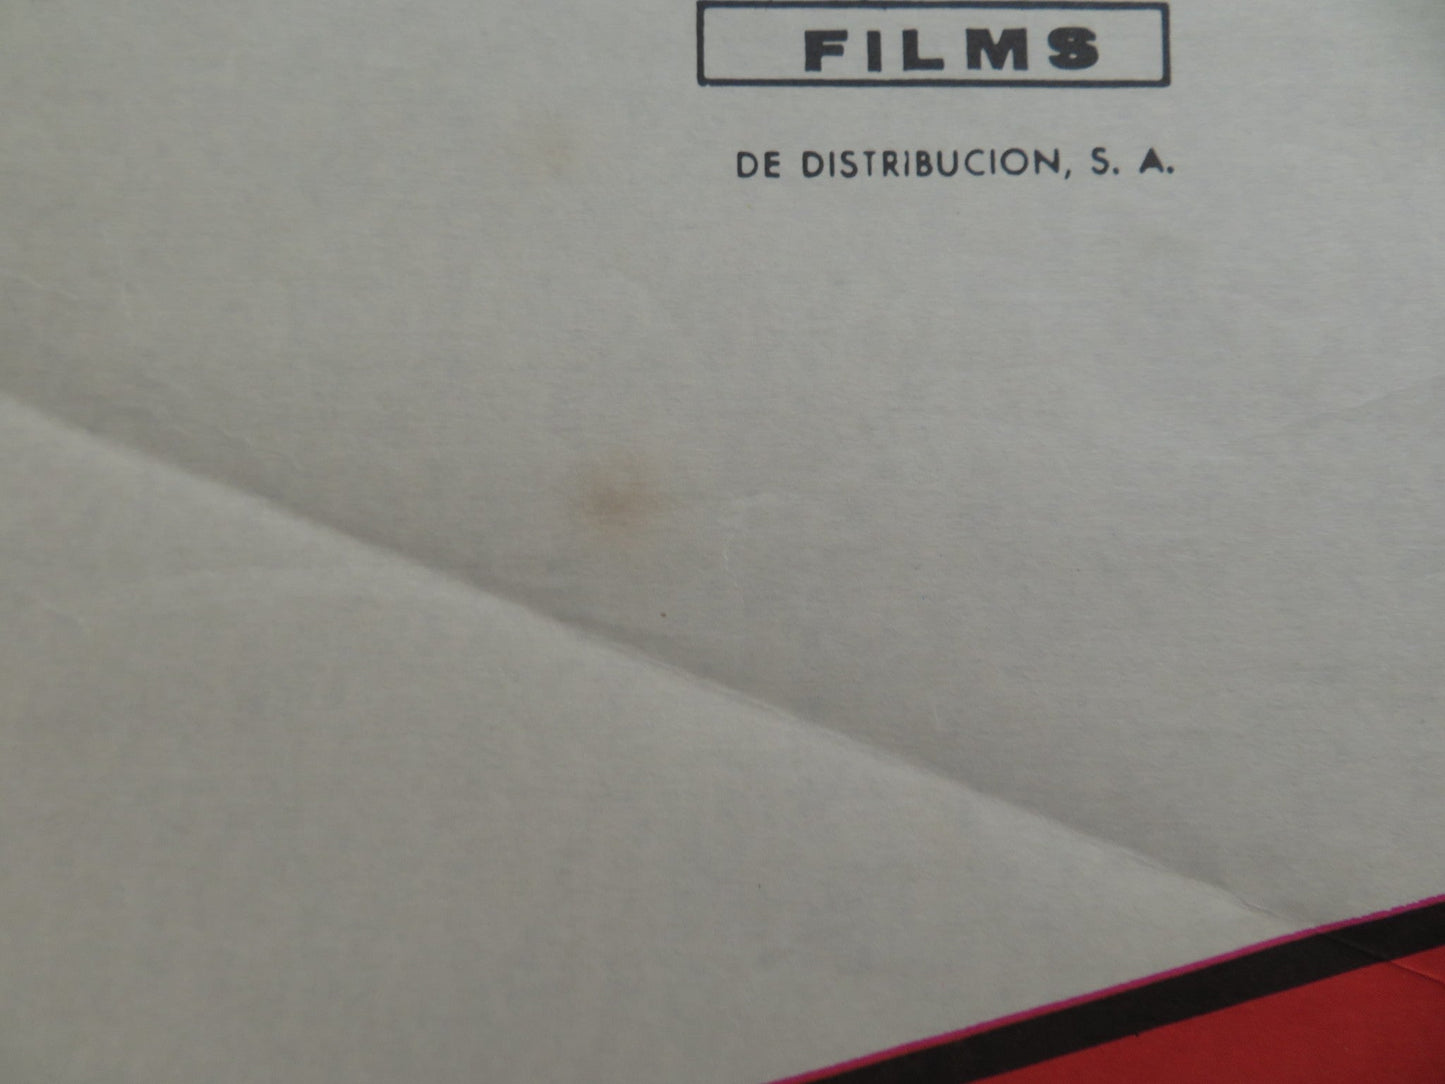 FILMS
DE DISTRIBUCION, S. A.